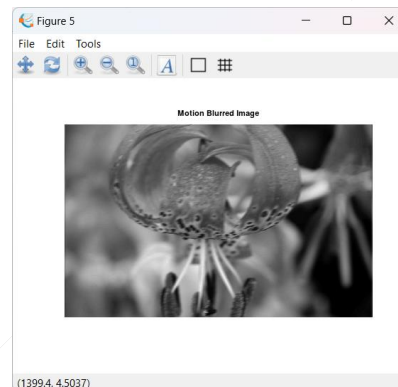 Figure 5
File Edit Tools
A
Motion Blurred Image
(1399.4, 4.5037)